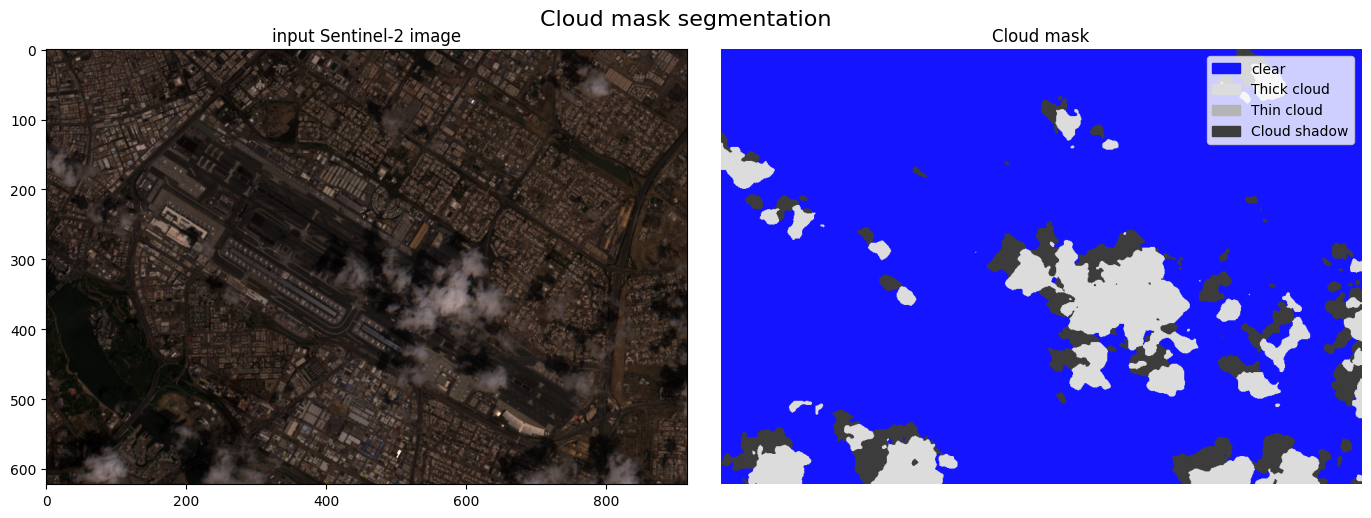 Cloud mask segmentation
input Sentinel-2 image
Cloud mask
0
100
200
300
400
500
600
0
200
400
600
800
clear
Thick cloud
Thin cloud
Cloud shadow